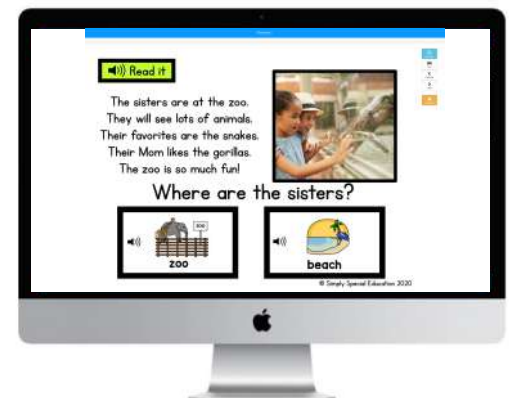 Read it
The sisters are at the zoo.
They will see lots of animals.
Their favorites are the snakes.
Their Mom likes the gorillas.
The zoo is so much fun!
Where are the sisters?
ZOO
zoo
beach
© Simply Special Education 2020